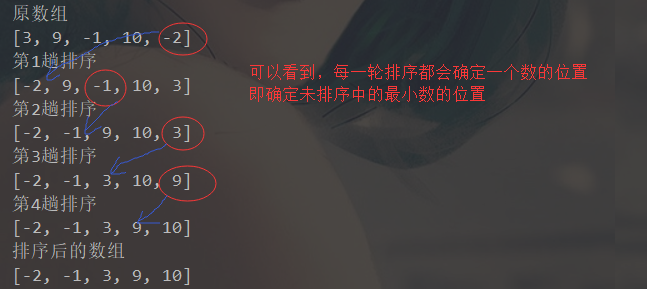 原数组
[3, 9, -1, 10, -2]
第1趟排序
[-2, 9, -1, 10, 3]
第2趟排序
[-2, -1, 9, 10, 3]
第3趟排序
[-2, -1, 3, 10, 9]
第4趟排序
[-2, -1, 3, 9, 10]
排序后的数组
[-2, -1, 3, 9, 10]
可以看到，每一轮排序都会确定一个数的位置
即确定未排序中的最小数的位置